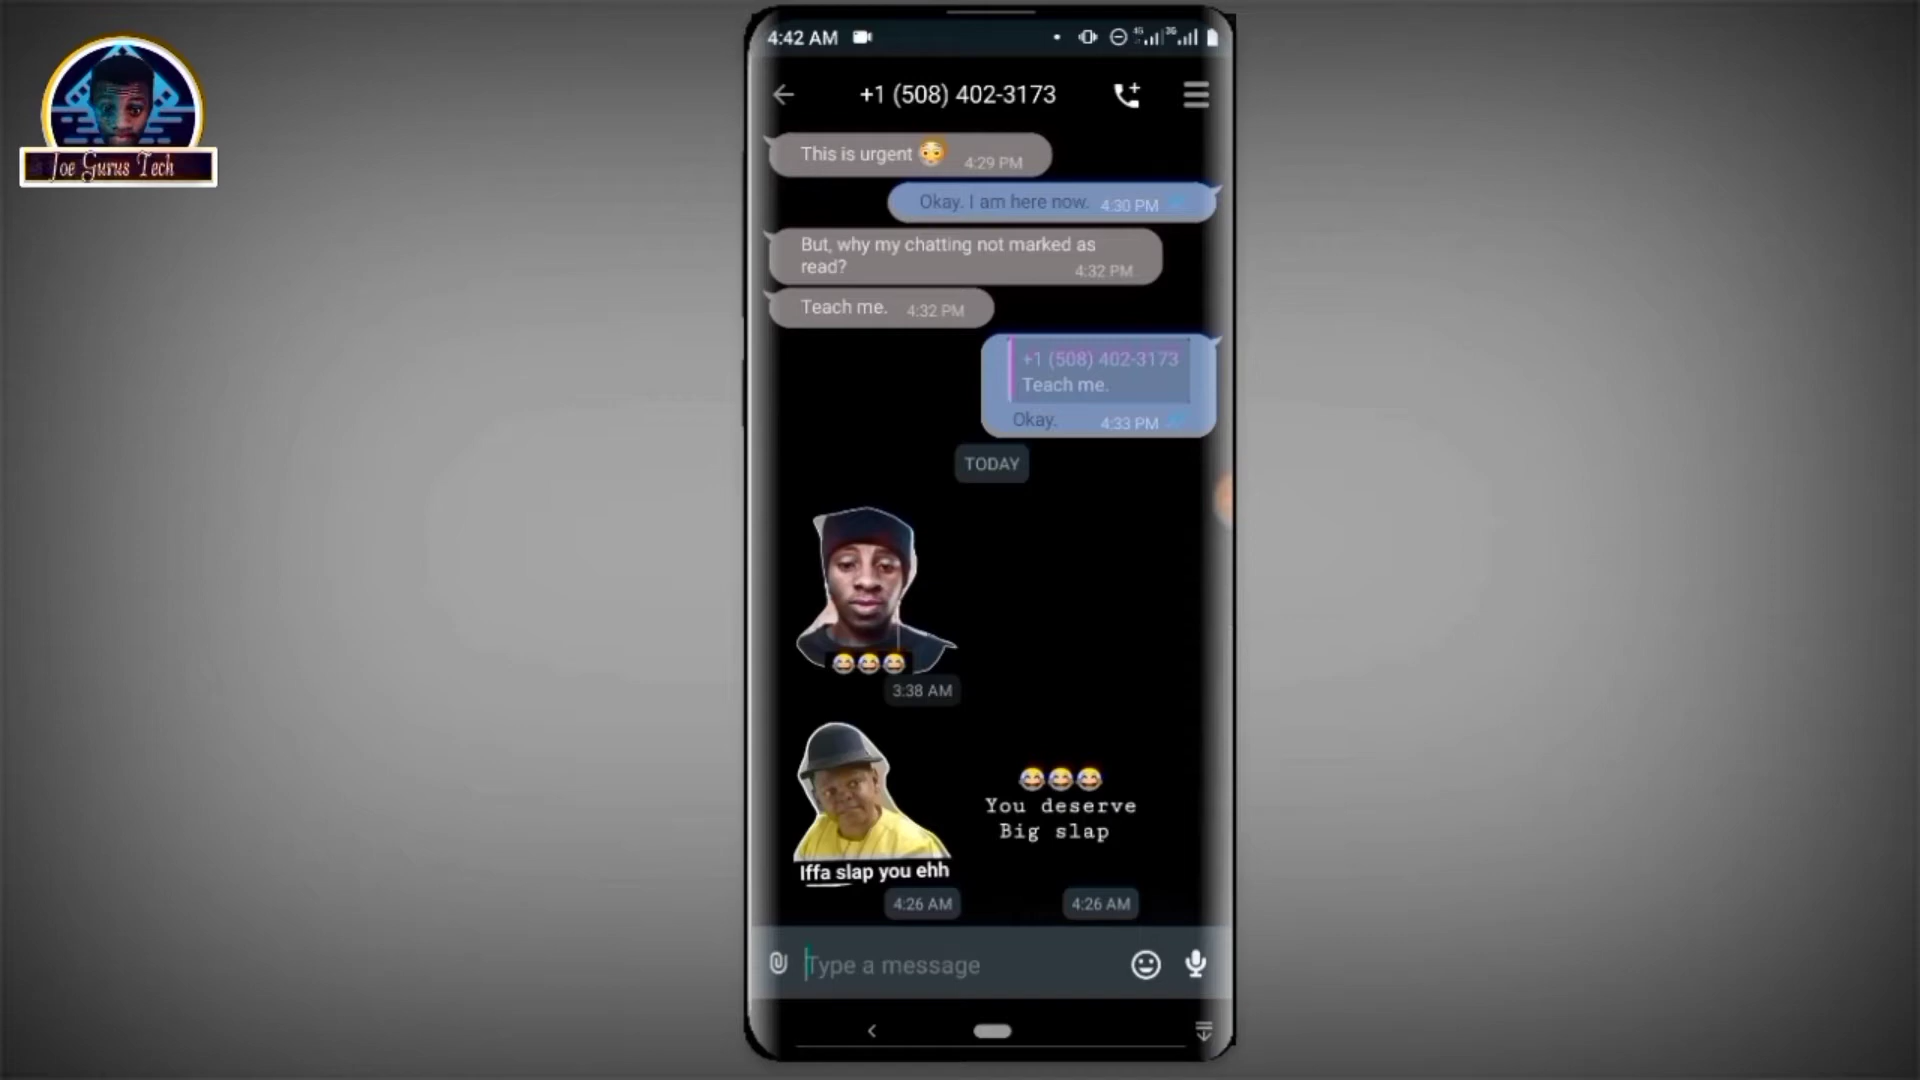 Joe Gurus Tech
4:42 AM
4G 3G
+1 (508) 402-3173
This is urgent 😳 4:29 PM
Okay. I am here now. 4:30 PM
But, why my chatting not marked as
read? 4:32 PM
Teach me. 4:32 PM
+1 (508) 402-3173
Teach me.
Okay. 4:33 PM
TODAY
😂😂😂
3:38 AM
Iffa slap you ehh
4:26 AM
😂😂😂
You deserve
Big slap
4:26 AM
Type a message